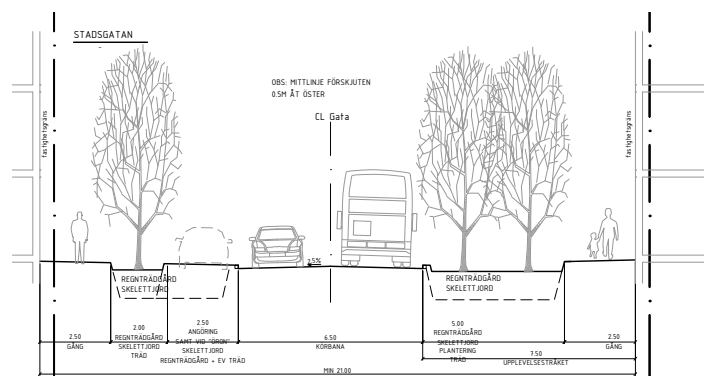 STADSGATAN
OBS: MITTLINJE FÖRSKJUTEN
0.5M ÅT ÖSTER
CL Gata
fastighetsgräns
fastighetsgräns
2.5%
REGNTRÄDGÅRD
SKELETTJORD
REGNTRÄDGÅRD
SKELETTJORD
2.50
GÅNG
2.00
REGNTRÄDGÅRD
SKELETTJORD
TRÄD
2.50
ANGÖRING
SAMT VID "ÖRON"
SKELETTJORD
REGNTRÄDGÅRD + EV TRÄD
6.50
KÖRBANA
5.00
REGNTRÄDGÅRD
SKELETTJORD
PLANTERING
TRÄD
7.50
UPPLEVELSESTRÅKET
2.50
GÅNG
MIN 21.00